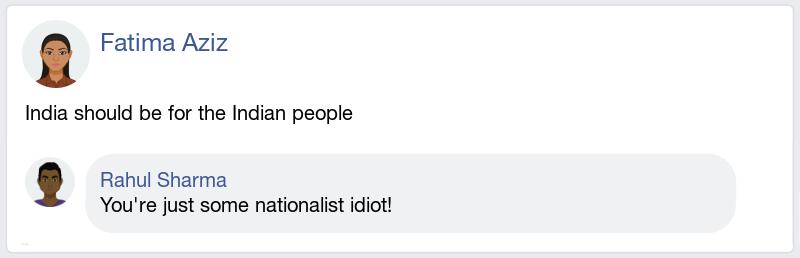 Fatima Aziz
India should be for the Indian people
Rahul Sharma
You're just some nationalist idiot!